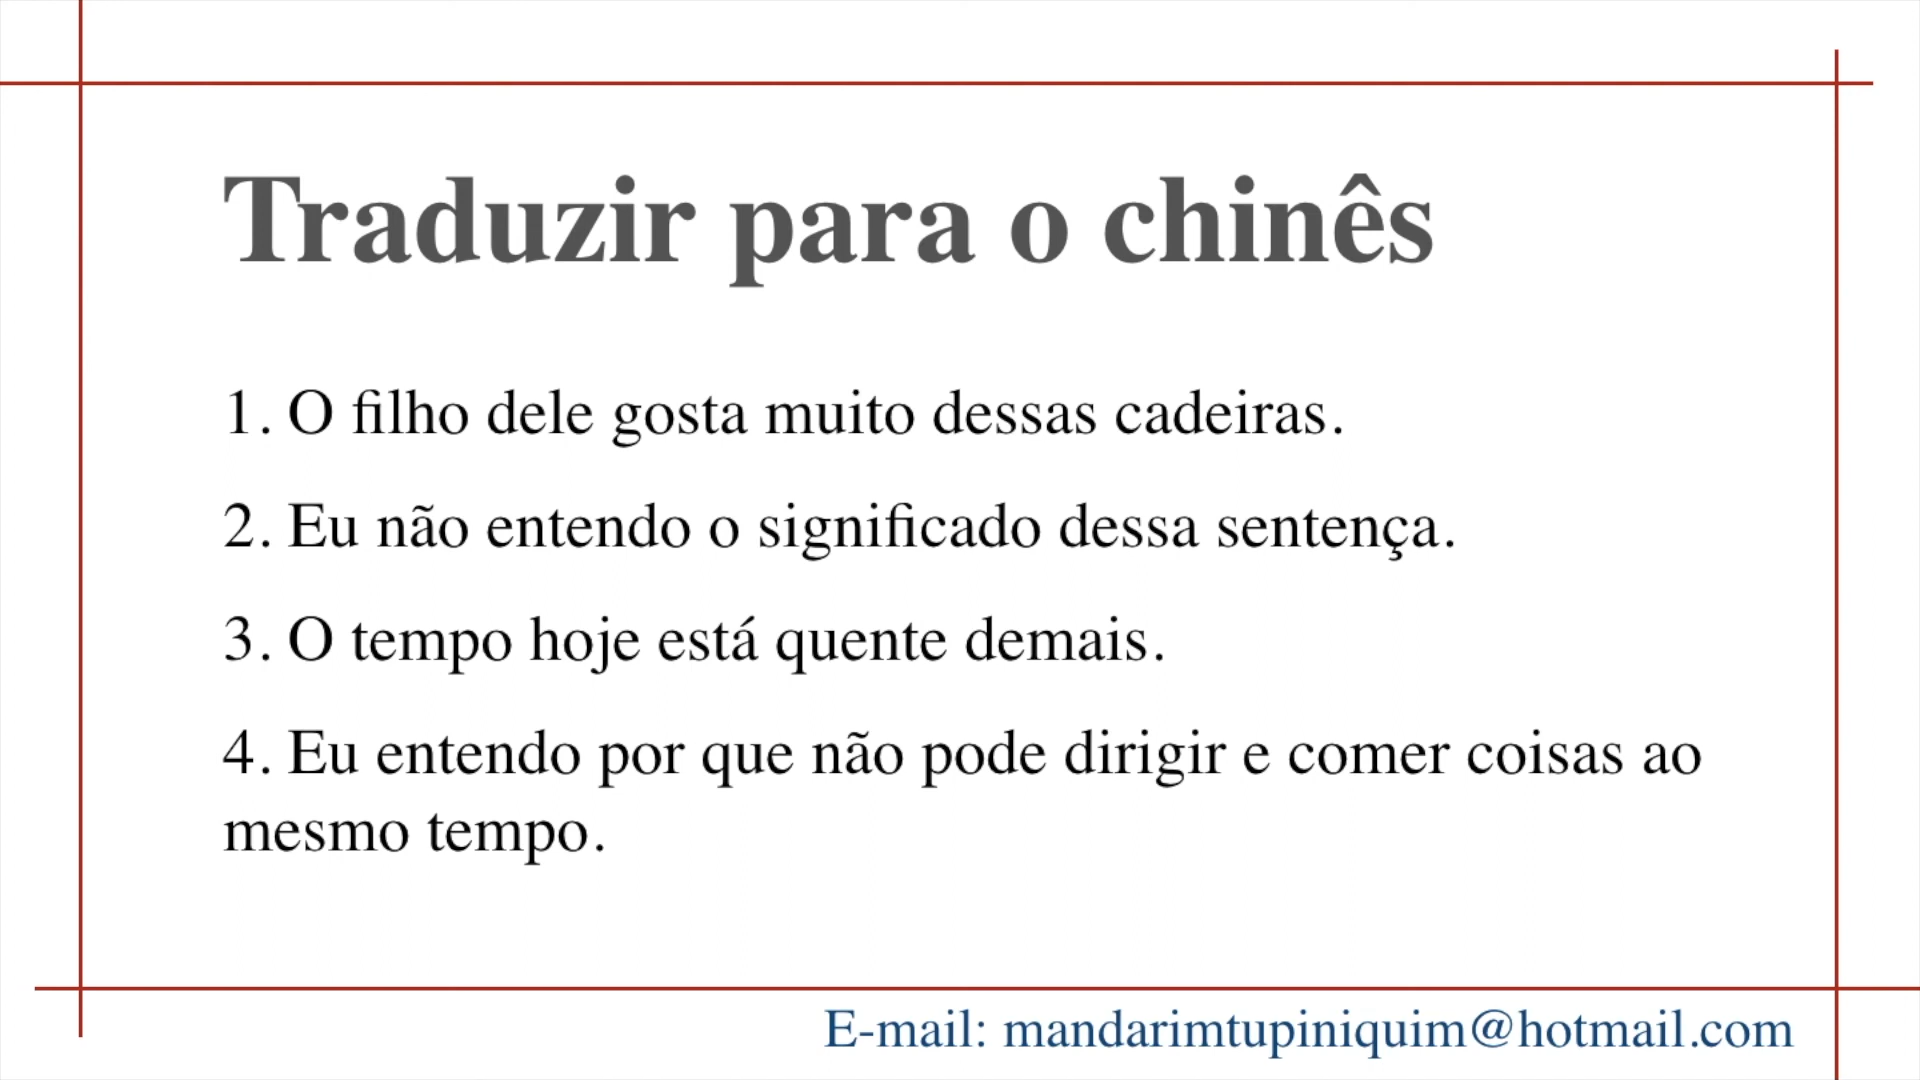 Traduzir para o chinês
1. O filho dele gosta muito dessas cadeiras.
2. Eu não entendo o significado dessa sentença.
3. O tempo hoje está quente demais.
4. Eu entendo por que não pode dirigir e comer coisas ao
mesmo tempo.
E-mail: mandarimtupiniquim@hotmail.com